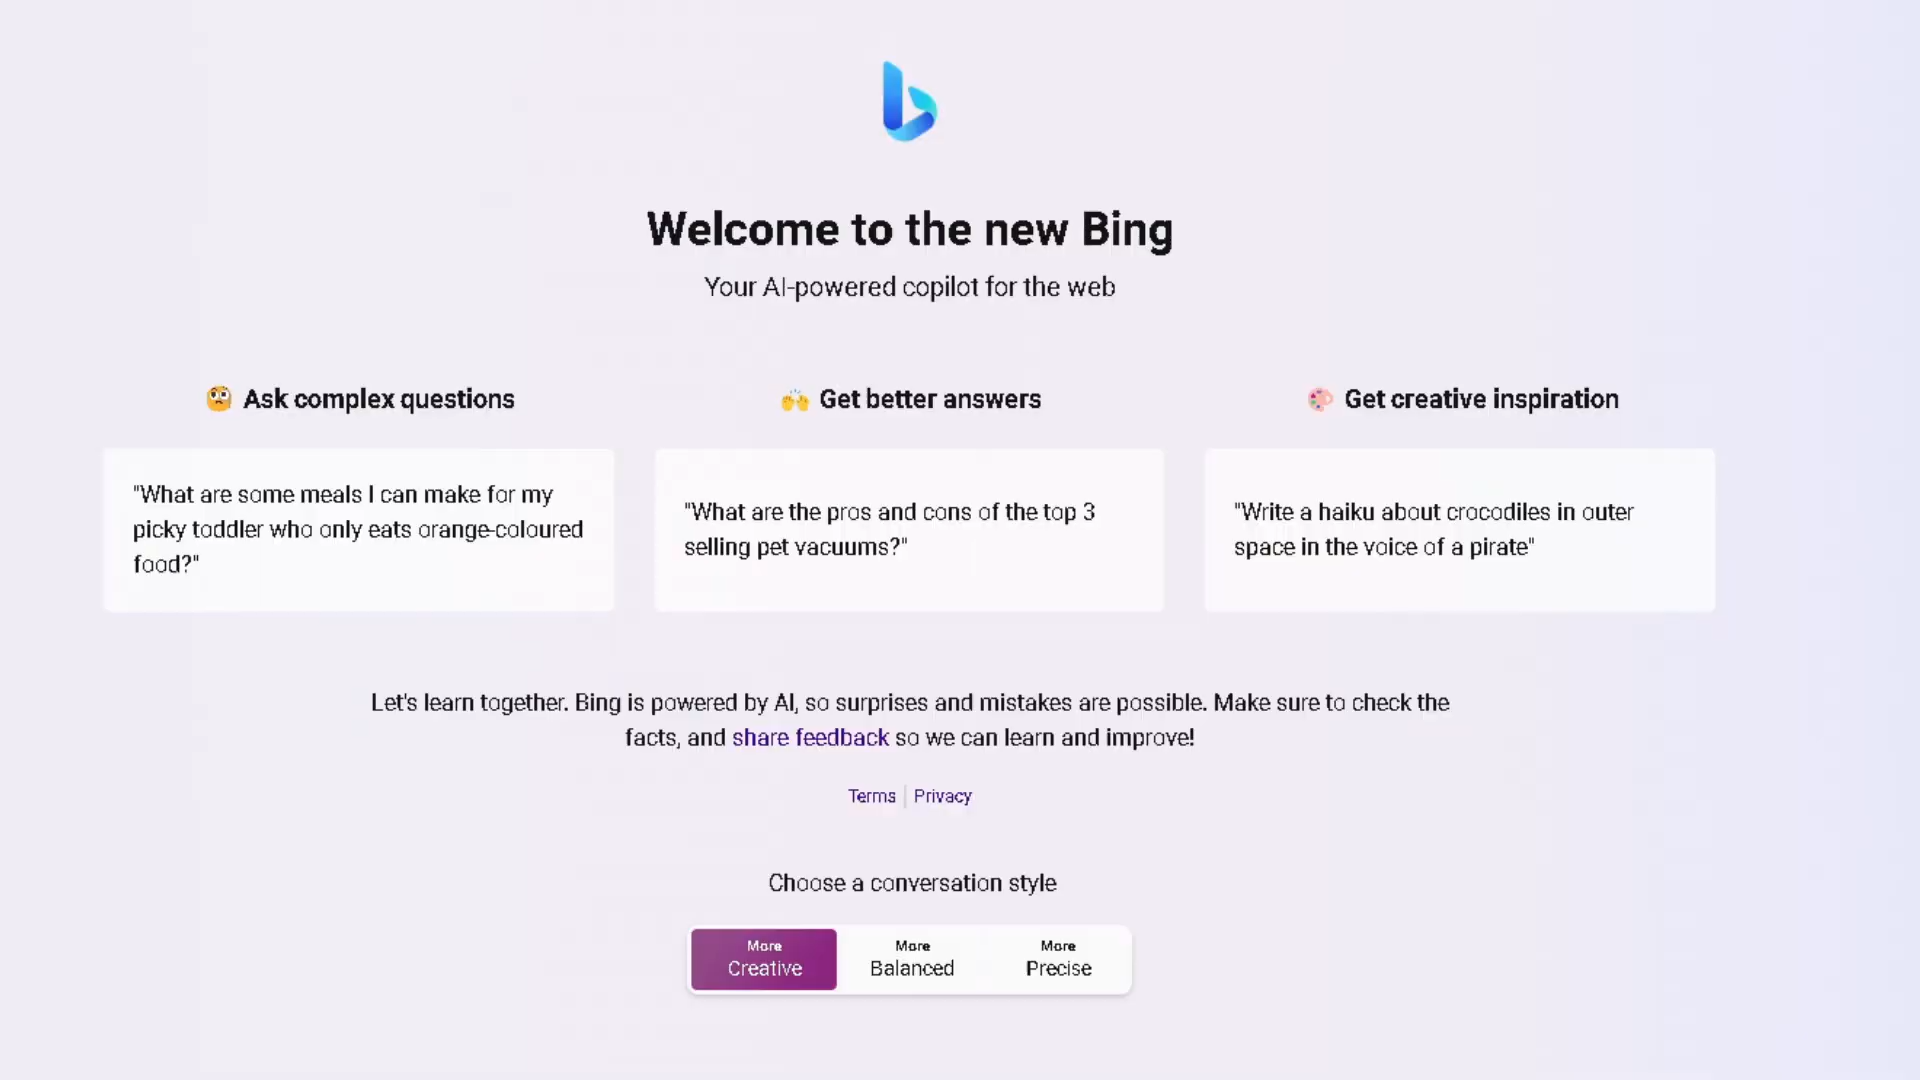 Welcome to the new Bing
Your AI-powered copilot for the web
Ask complex questions
"What are some meals I can make for my
picky toddler who only eats orange-coloured
food?"
Get better answers
"What are the pros and cons of the top 3
selling pet vacuums?"
Get creative inspiration
"Write a haiku about crocodiles in outer
space in the voice of a pirate"
Let's learn together. Bing is powered by AI, so surprises and mistakes are possible. Make sure to check the
facts, and share feedback so we can learn and improve!
Terms | Privacy
Choose a conversation style
More
Creative
More
Balanced
More
Precise